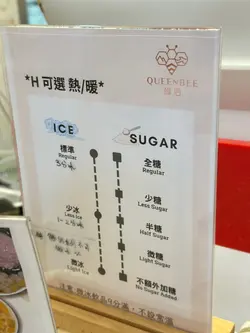 QUEENBEE
*H 可選 熱/暖*
ICE
SUGAR
標準
Regular
全糖
Regular
少糖
Less Sugar
少冰
Less Ice
半糖
Half Sugar
微糖
Light Sugar
微冰
Light Ice
不額外加糖
No Sugar Added